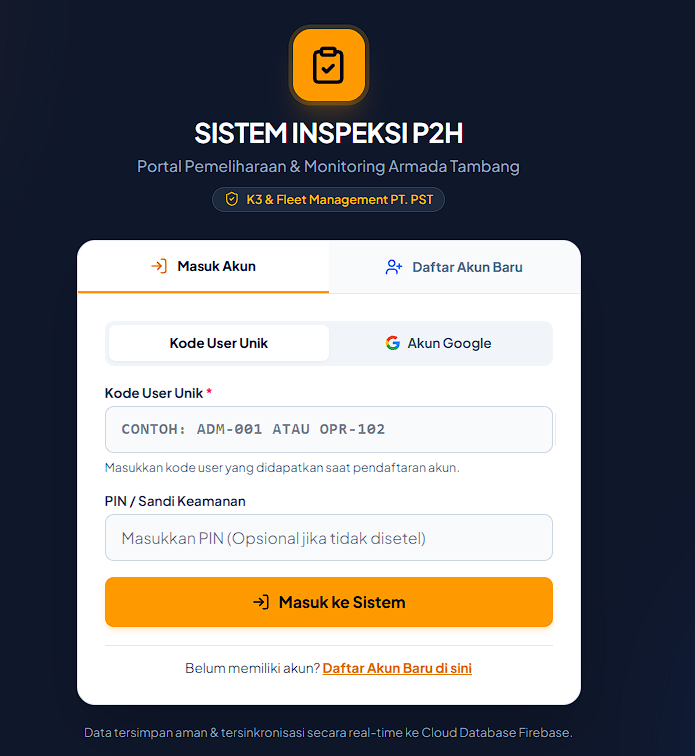 SISTEM INSPEKSI P2H
Portal Pemeliharaan & Monitoring Armada Tambang
K3 & Fleet Management PT. PST
Masuk Akun
Daftar Akun Baru
Kode User Unik
Akun Google
Kode User Unik *
CONTOH: ADM-001 ATAU OPR-102
Masukkan kode user yang didapatkan saat pendaftaran akun.
PIN / Sandi Keamanan
Masukkan PIN (Opsional jika tidak disetel)
Masuk ke Sistem
Belum memiliki akun? Daftar Akun Baru di sini
Data tersimpan aman & tersinkronisasi secara real-time ke Cloud Database Firebase.